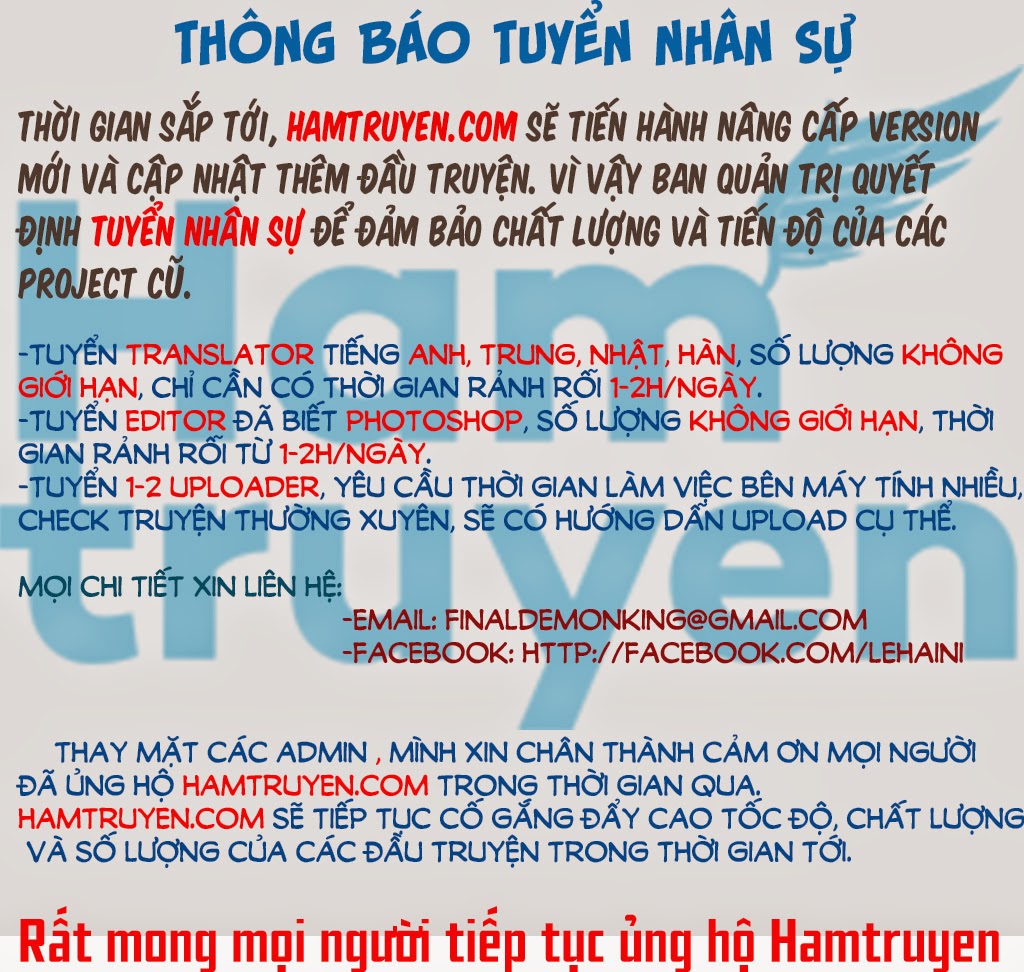 THÔNG BÁO TUYỂN NHÂN SỰ
THỜI GIAN SẮP TỚI, HAMTRUYEN.COM SẼ TIẾN HÀNH NÂNG CẤP VERSION
MỚI VÀ CẬP NHẬT THÊM ĐẦU TRUYỆN. VÌ VẬY BAN QUẢN TRỊ QUYẾT
ĐỊNH TUYỂN NHÂN SỰ ĐỂ ĐẢM BẢO CHẤT LƯỢNG VÀ TIẾN ĐỘ CỦA CÁC
PROJECT CŨ.
-TUYỂN TRANSLATOR TIẾNG ANH, TRUNG, NHẬT, HÀN, SỐ LƯỢNG KHÔNG
GIỚI HẠN, CHỈ CẦN CÓ THỜI GIAN RẢNH RỖI 1-2H/NGÀY.
-TUYỂN EDITOR ĐÃ BIẾT PHOTOSHOP, SỐ LƯỢNG KHÔNG GIỚI HẠN, THỜI
GIAN RẢNH RỖI TỪ 1-2H/NGÀY.
-TUYỂN 1-2 UPLOADER, YÊU CẦU THỜI GIAN LÀM VIỆC BÊN MÁY TÍNH NHIỀU,
CHECK TRUYỆN THƯỜNG XUYÊN, SẼ CÓ HƯỚNG DẪN UPLOAD CỤ THỂ.
MỌI CHI TIẾT XIN LIÊN HỆ:
-EMAIL: FINALDEMONKING@GMAIL.COM
-FACEBOOK: HTTP://FACEBOOK.COM/LEHAINI
THAY MẶT CÁC ADMIN , MÌNH XIN CHÂN THÀNH CẢM ƠN MỌI NGƯỜI
ĐÃ ỦNG HỘ HAMTRUYEN.COM TRONG THỜI GIAN QUA.
HAMTRUYEN.COM SẼ TIẾP TỤC CỐ GẮNG ĐẨY CAO TỐC ĐỘ, CHẤT LƯỢNG
VÀ SỐ LƯỢNG CỦA CÁC ĐẦU TRUYỆN TRONG THỜI GIAN TỚI.
Rất mong mọi người tiếp tục ủng hộ Hamtruyen
Ham
truyen